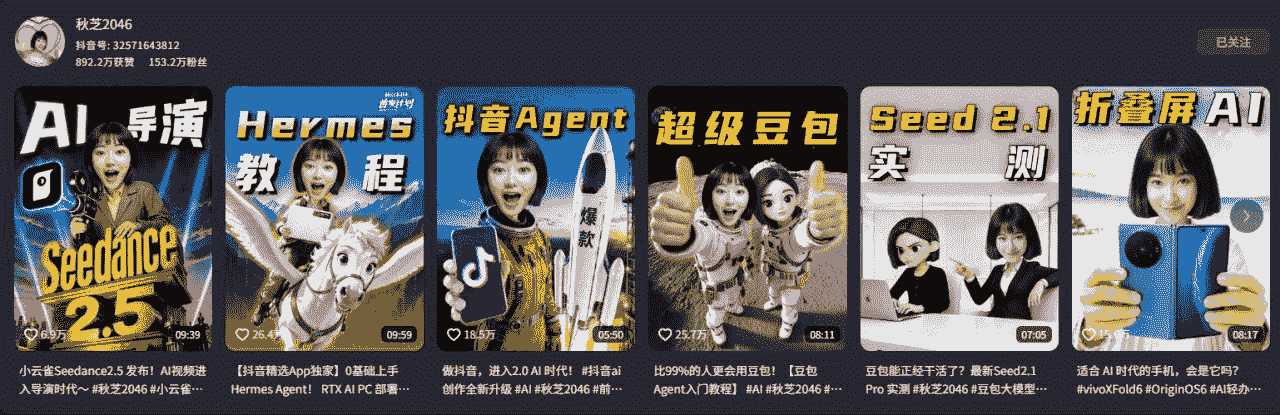 秋芝2046
抖音号: 32571643812
892.2万获赞 153.2万粉丝
已关注
AI 导演
Seedance
2.5
6.9万
09:39
小云雀Seedance2.5 发布！AI视频进
入导演时代～ #秋芝2046 #小云雀…
Hermes
教 程
26.4万
09:59
【抖音精选App独家】0基础上手
Hermes Agent！ RTX AI PC 部署…
抖音Agent
爆
款
18.5万
05:50
做抖音，进入2.0 AI 时代！ #抖音ai
创作全新升级 #AI #秋芝2046 #前…
超级豆包
25.7万
08:11
比99%的人更会用豆包！【豆包
Agent入门教程】 #AI #秋芝2046 #…
Seed 2.1
实 测
07:05
豆包能正经干活了？最新Seed2.1
Pro 实测 #秋芝2046 #豆包大模型…
折叠屏 AI
08:17
适合 AI 时代的手机，会是它吗？
#vivoXFold6 #OriginOS6 #AI轻办…